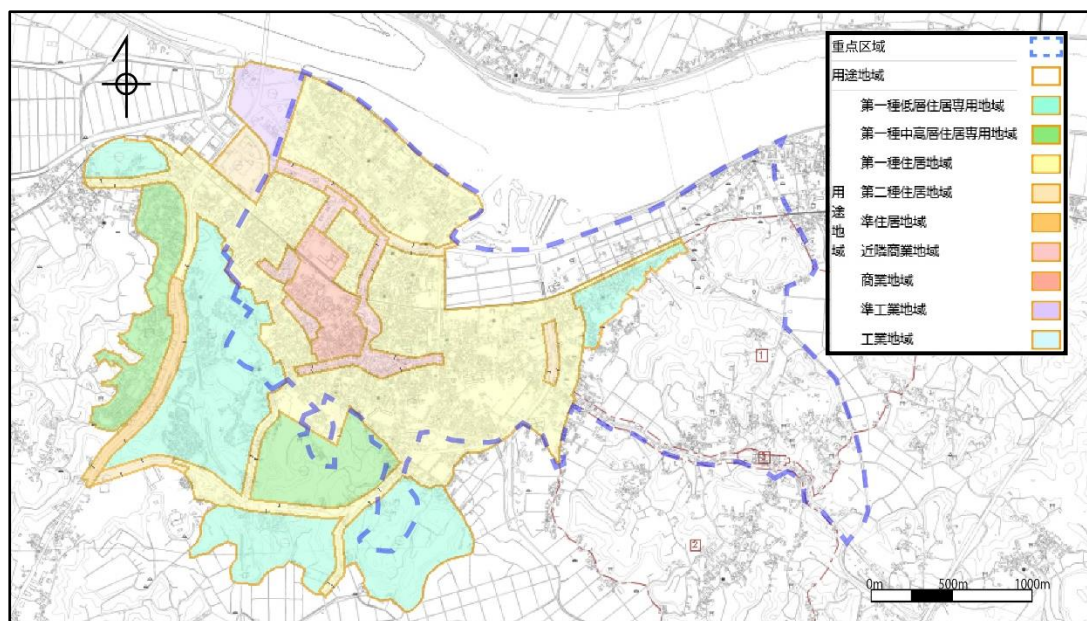 重点区域
用途地域
第一種低層住居専用地域
第一種中高層住居専用地域
第一種住居地域
第二種住居地域
準住居地域
近隣商業地域
商業地域
準工業地域
工業地域
用途地域
1
3
2
0m 500m 1000m